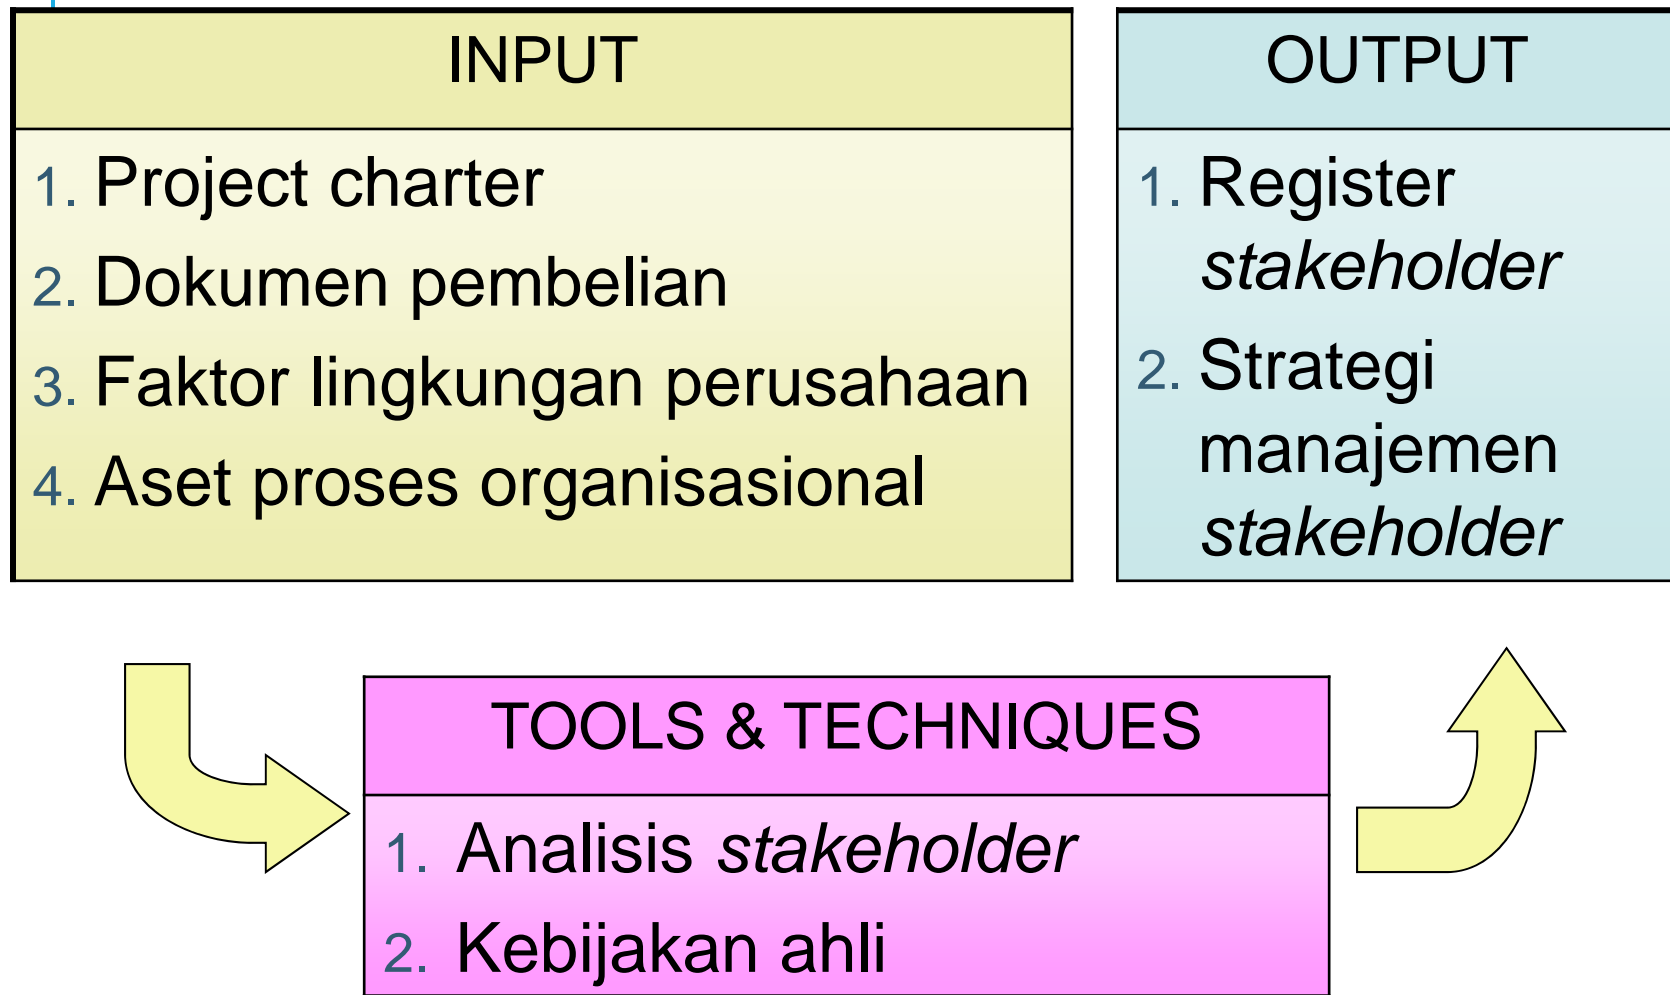 INPUT
1. Project charter
2. Dokumen pembelian
3. Faktor lingkungan perusahaan
4. Aset proses organisasional
OUTPUT
1. Register
stakeholder
2. Strategi
manajemen
stakeholder
TOOLS & TECHNIQUES
1. Analisis stakeholder
2. Kebijakan ahli